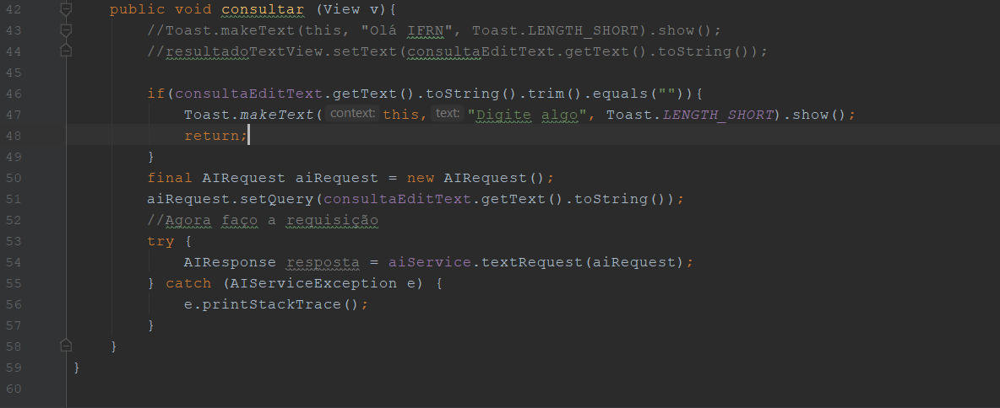 42 public void consultar (View v){
43 //Toast.makeText(this, "Olá IFRN", Toast.LENGTH_SHORT).show();
44 //resultadoTextView.setText(consultaEditText.getText().toString());
45
46 if(consultaEditText.getText().toString().trim().equals("")){
47 Toast.makeText( context: this, text: "Digite algo", Toast.LENGTH_SHORT).show();
48 return;
49 }
50 final AIRequest aiRequest = new AIRequest();
51 aiRequest.setQuery(consultaEditText.getText().toString());
52 //Agora faço a requisição
53 try {
54 AIResponse resposta = aiService.textRequest(aiRequest);
55 } catch (AIServiceException e) {
56 e.printStackTrace();
57 }
58 }
59 }
60